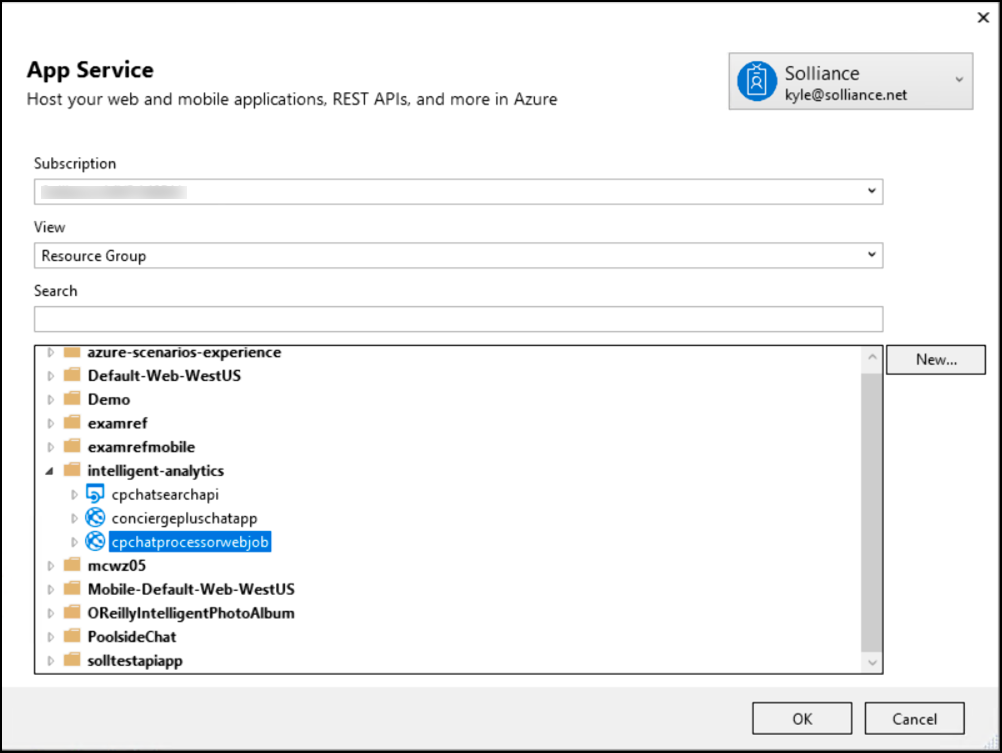 App Service
Host your web and mobile applications, REST APIs, and more in Azure
Solliance
kyle@solliance.net
Subscription
View
Resource Group
Search
azure-scenarios-experience
Default-Web-WestUS
Demo
examref
examrefmobile
intelligent-analytics
cpchatsearchapi
conciergepluschatapp
cpchatprocessorwebjob
mcwz05
Mobile-Default-Web-WestUS
OReillyIntelligentPhotoAlbum
PoolsideChat
solltestapiapp
New...
OK
Cancel